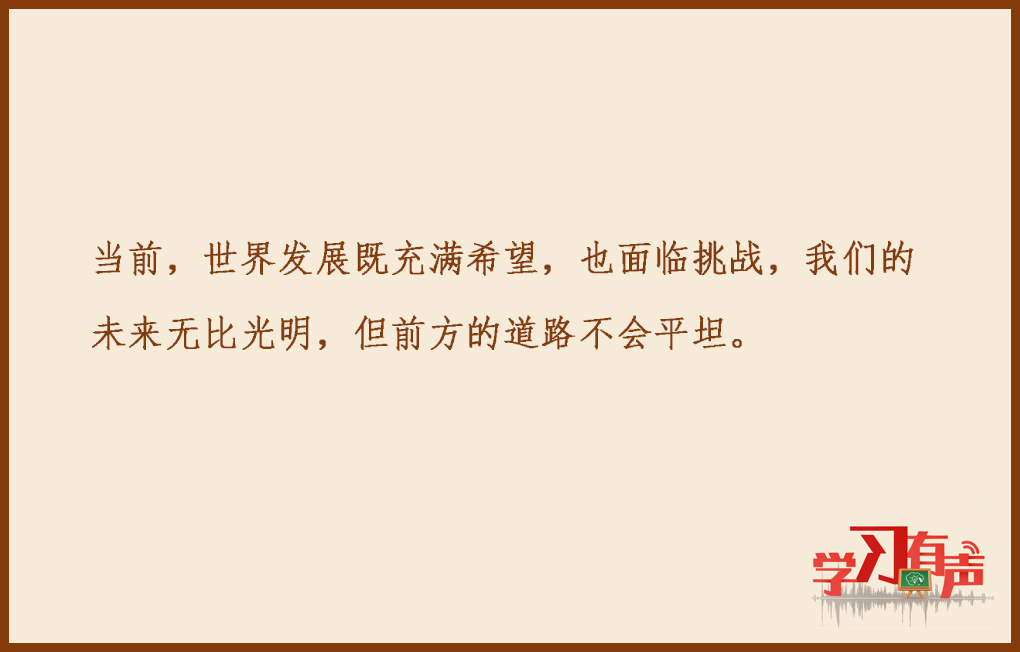 当前，世界发展既充满希望，也面临挑战，我们的
未来无比光明，但前方的道路不会平坦。
学习有声